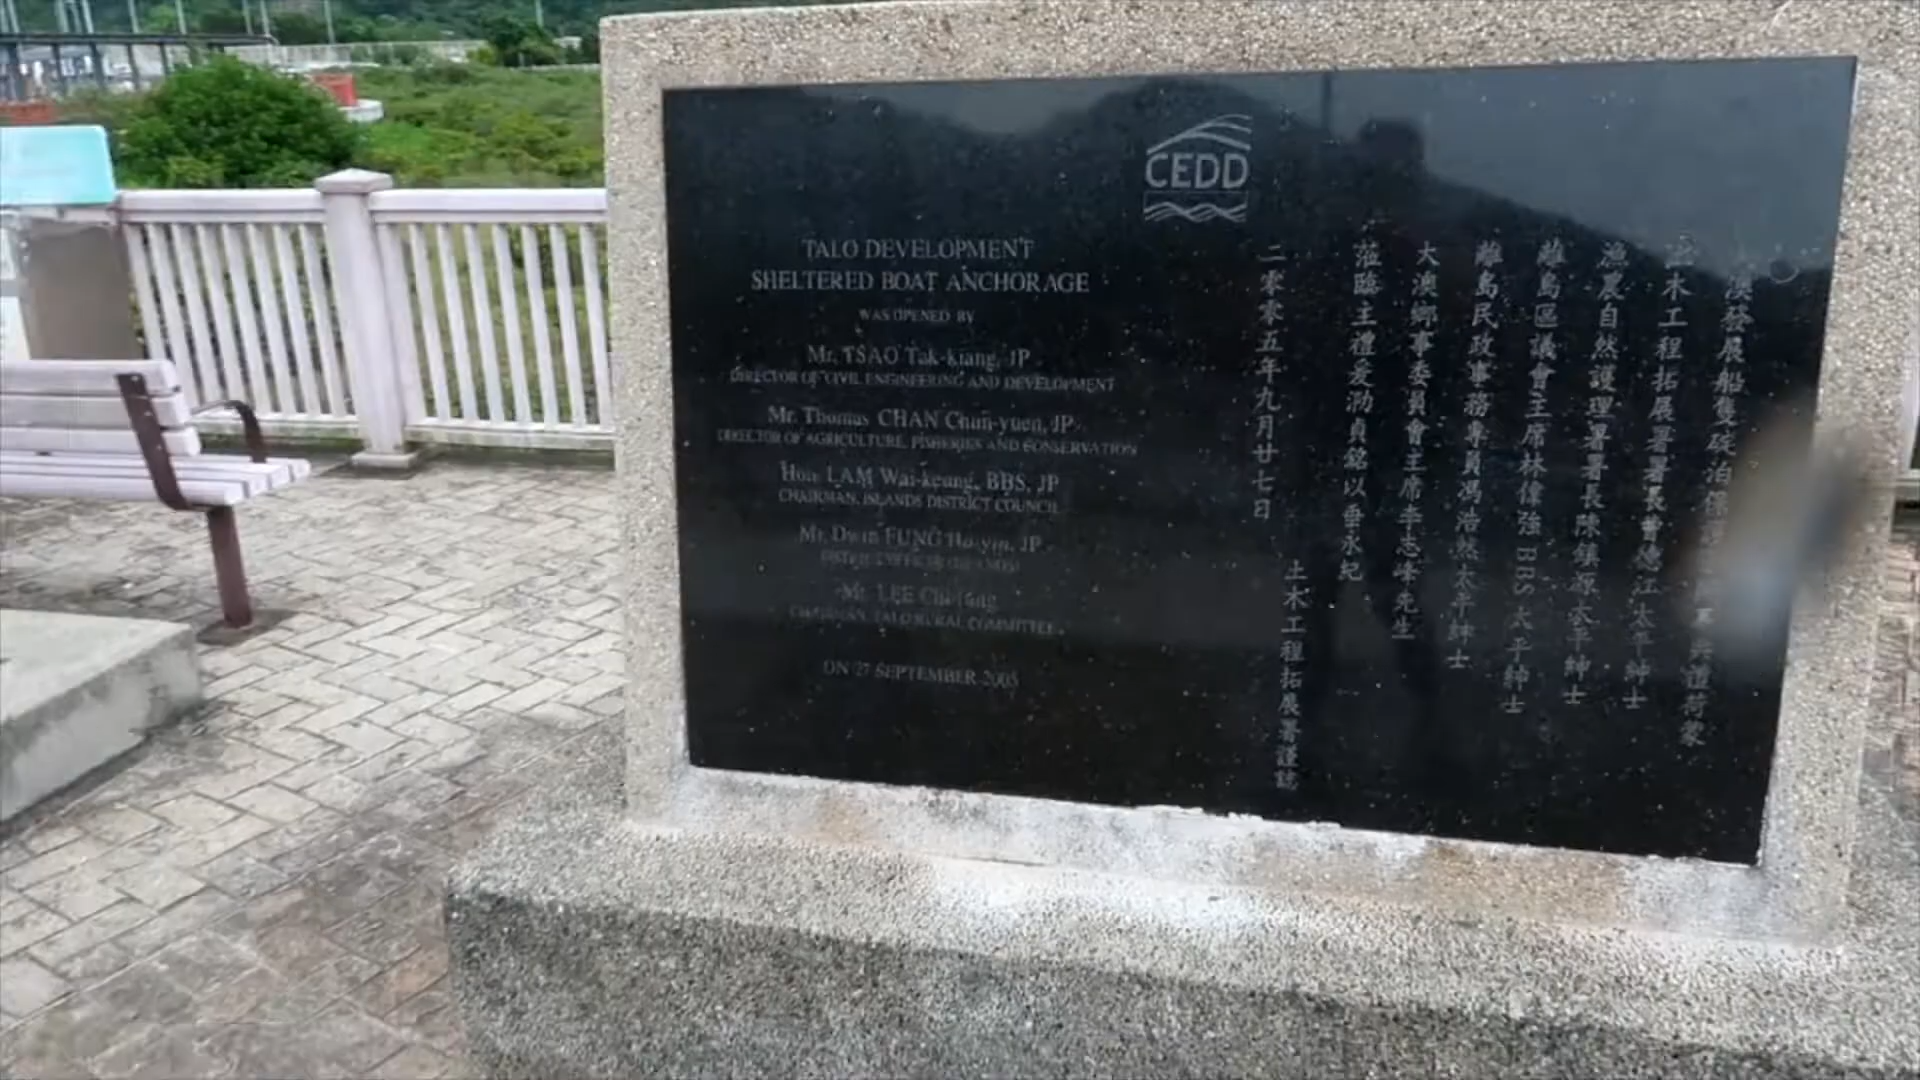 CEDD
TAI O DEVELOPMENT
SHELTERED BOAT ANCHORAGE
WAS OPENED BY
Mr. TSAO Tak-kiang, JP
DIRECTOR OF CIVIL ENGINEERING AND DEVELOPMENT
Mr. Thomas CHAN Chun-yuen, JP
DIRECTOR OF AGRICULTURE, FISHERIES AND CONSERVATION
Hon LAM Wai-keung, BBS, JP
CHAIRMAN, ISLANDS DISTRICT COUNCIL
Mr. FUNG JP
Mr. LEE Chi-fung
CHAIRMAN, TAI O RURAL COMMITTEE
ON 27 SEPTEMBER 2005
澳發展船隻碇泊
木工程拓展署署長曹德江太平紳士
漁農自然護理署署長陳鎮源太平紳士
離島區議會主席林偉強 BBS 太平紳士
離島民政事務專員馮浩然太平紳士
大澳鄉事委員會主席李志峰先生
蒞臨主禮爰泐貞銘以垂永紀
二零零五年九月廿七日
土木工程拓展署謹誌